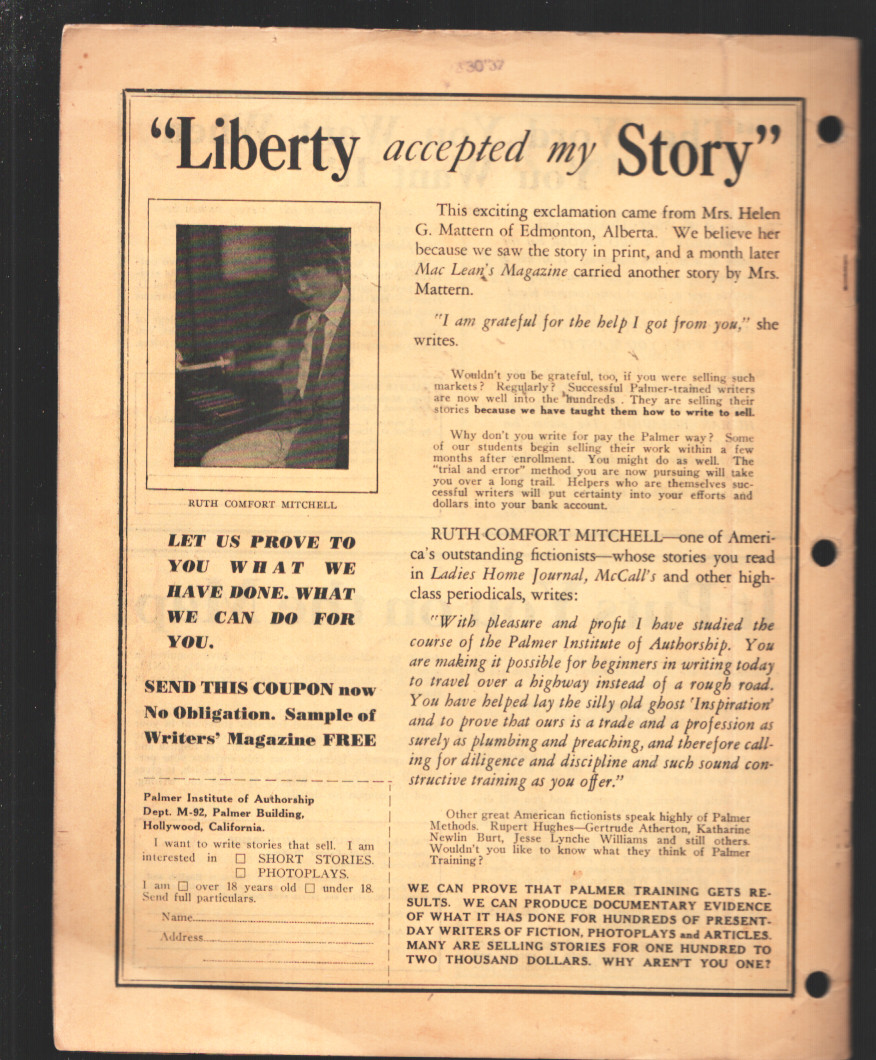 "Liberty accepted my Story"
RUTH COMFORT MITCHELL
LET US PROVE TO
YOU WHAT WE
HAVE DONE. WHAT
WE CAN DO FOR
YOU.
SEND THIS COUPON now
No Obligation. Sample of
Writers' Magazine FREE
Palmer Institute of Authorship
Dept. M-92, Palmer Building,
Hollywood, California.
I want to write stories that sell. I am
interested in □ SHORT STORIES.
□ PHOTOPLAYS.
I am □ over 18 years old □ under 18.
Send full particulars.
Name
Address
This exciting exclamation came from Mrs. Helen
G. Mattern of Edmonton, Alberta. We believe her
because we saw the story in print, and a month later
Mac Lean's Magazine carried another story by Mrs.
Mattern.
"I am grateful for the help I got from you," she
writes.
Wouldn't you be grateful, too, if you were selling such
markets? Regularly? Successful Palmer-trained writers
are now well into the hundreds . They are selling their
stories because we have taught them how to write to sell.
Why don't you write for pay the Palmer way? Some
of our students begin selling their work within a few
months after enrollment. You might do as well. The
"trial and error" method you are now pursuing will take
you over a long trail. Helpers who are themselves suc-
cessful writers will put certainty into your efforts and
dollars into your bank account.
RUTH COMFORT MITCHELL—one of Ameri-
ca's outstanding fictionists—whose stories you read
in Ladies Home Journal, McCall's and other high-
class periodicals, writes:
"With pleasure and profit I have studied the
course of the Palmer Institute of Authorship. You
are making it possible for beginners in writing today
to travel over a highway instead of a rough road.
You have helped lay the silly old ghost 'Inspiration'
and to prove that ours is a trade and a profession as
surely as plumbing and preaching, and therefore call-
ing for diligence and discipline and such sound con-
structive training as you offer."
Other great American fictionists speak highly of Palmer
Methods. Rupert Hughes—Gertrude Atherton, Katharine
Newlin Burt, Jesse Lynche Williams and still others.
Wouldn't you like to know what they think of Palmer
Training?
WE CAN PROVE THAT PALMER TRAINING GETS RE-
SULTS. WE CAN PRODUCE DOCUMENTARY EVIDENCE
OF WHAT IT HAS DONE FOR HUNDREDS OF PRESENT-
DAY WRITERS OF FICTION, PHOTOPLAYS and ARTICLES.
MANY ARE SELLING STORIES FOR ONE HUNDRED TO
TWO THOUSAND DOLLARS. WHY AREN'T YOU ONE?